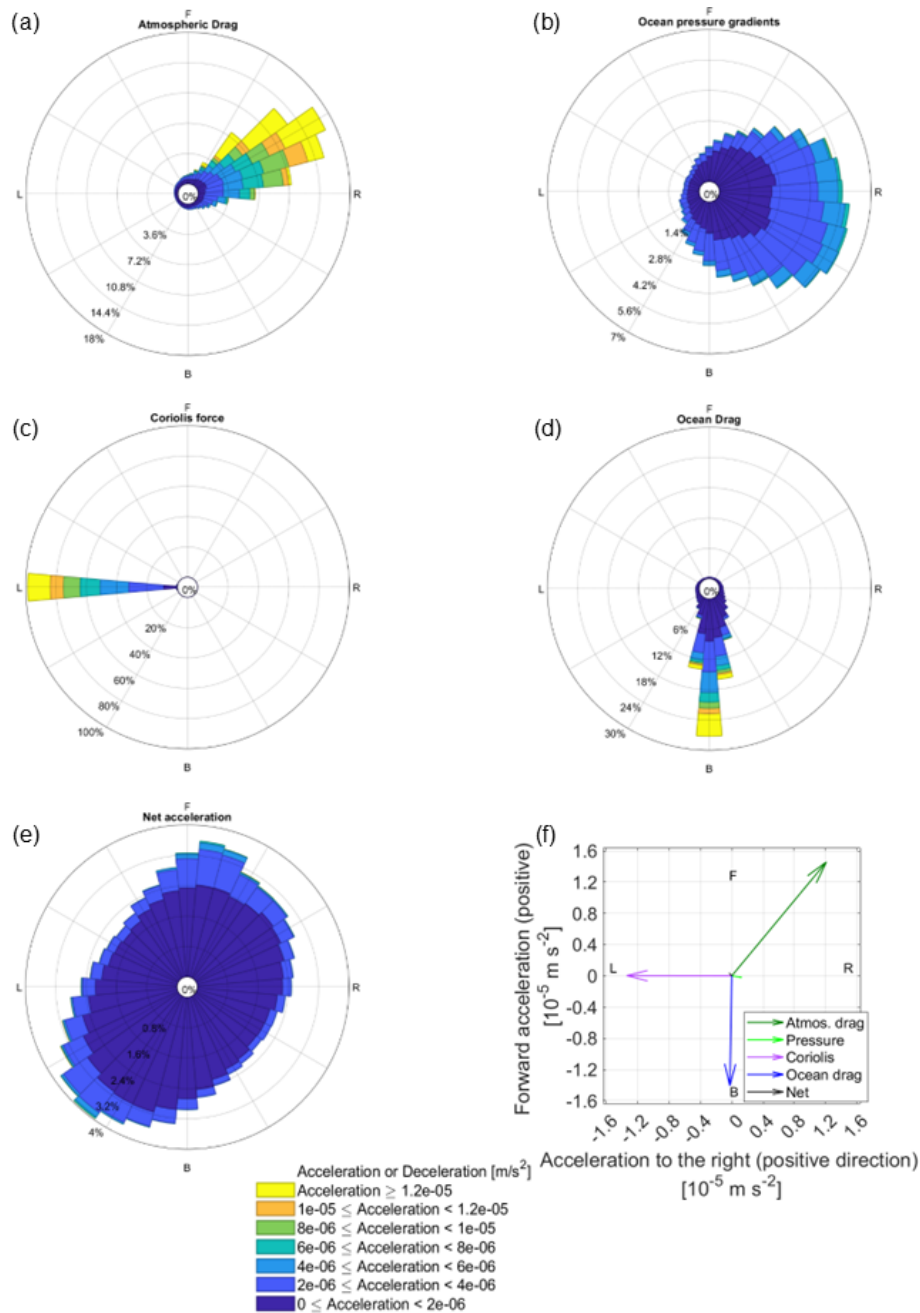 (a)
F
Atmospheric Drag
L
R
0%
3.6%
7.2%
10.8%
14.4%
18%
B
(b)
F
Ocean pressure gradients
L
R
0%
1.4%
2.8%
4.2%
5.6%
7%
B
(c)
F
Coriolis force
L
R
0%
20%
40%
60%
80%
100%
B
(d)
F
Ocean Drag
L
R
0%
6%
12%
18%
24%
30%
B
(e)
F
Net acceleration
L
R
0%
0.8%
1.6%
2.4%
3.2%
4%
B
(f)
Forward acceleration (positive)
[10⁻⁵ m s⁻²]
1.6
1.2
0.8
0.4
0
-0.4
-0.8
-1.2
-1.6
F
L
R
B
Atmos. drag
Pressure
Coriolis
Ocean drag
Net
-1.6
-1.2
-0.8
-0.4
0
0.4
0.8
1.2
1.6
Acceleration to the right (positive direction)
[10⁻⁵ m s⁻²]
Acceleration or Deceleration [m/s²]
Acceleration ≥ 1.2e-05
1e-05 ≤ Acceleration < 1.2e-05
8e-06 ≤ Acceleration < 1e-05
6e-06 ≤ Acceleration < 8e-06
4e-06 ≤ Acceleration < 6e-06
2e-06 ≤ Acceleration < 4e-06
0 ≤ Acceleration < 2e-06